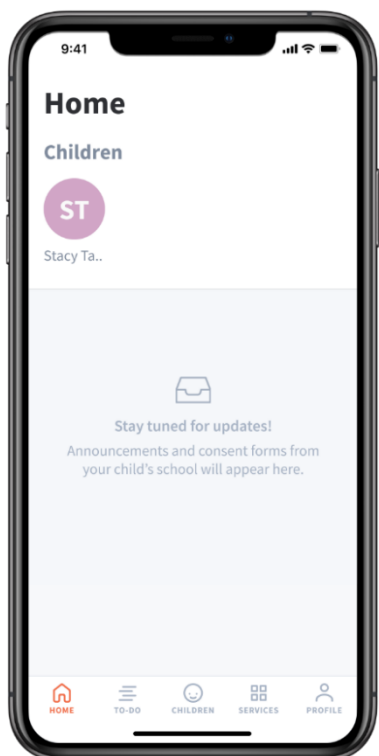 9:41
Home
Children
ST
Stacy Ta..
Stay tuned for updates!
Announcements and consent forms from
your child's school will appear here.
HOME TO-DO CHILDREN SERVICES PROFILE